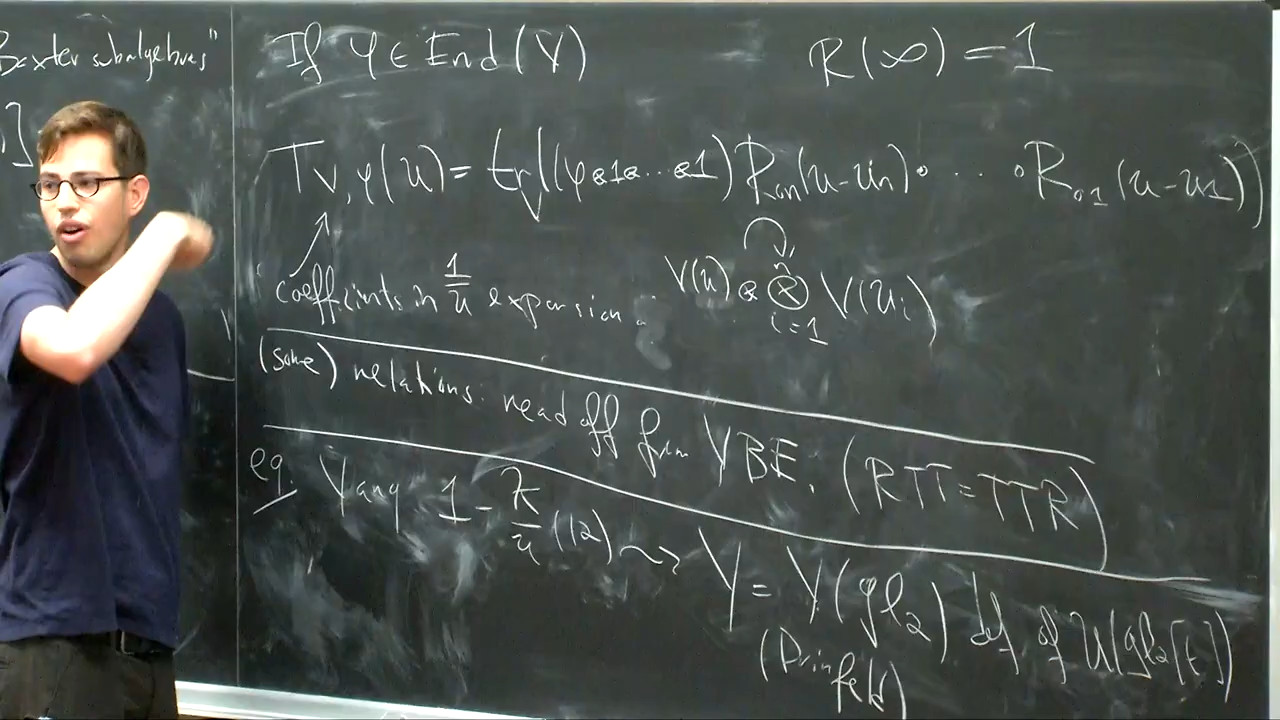 Baxter subalgebras"
]
If φ ∈ End(V)
R(∞) = 1
T_{V,φ}(u) = tr_V((φ⊗1⊗...⊗1) R_{0n}(u-u_n)∘ ... ∘R_{01}(u-u_1))
coefficients in 1/u expansion.
V(u) ⊗ ⊗_{i=1}^{n} V(u_i)
(some) relations: read off from YBE. (RTT = TTR)
eg. Yang 1 - ℏ/u (12) ⇝ Y = Y(gl_2) def. of U(gl_2[t])
(Drinfeld)